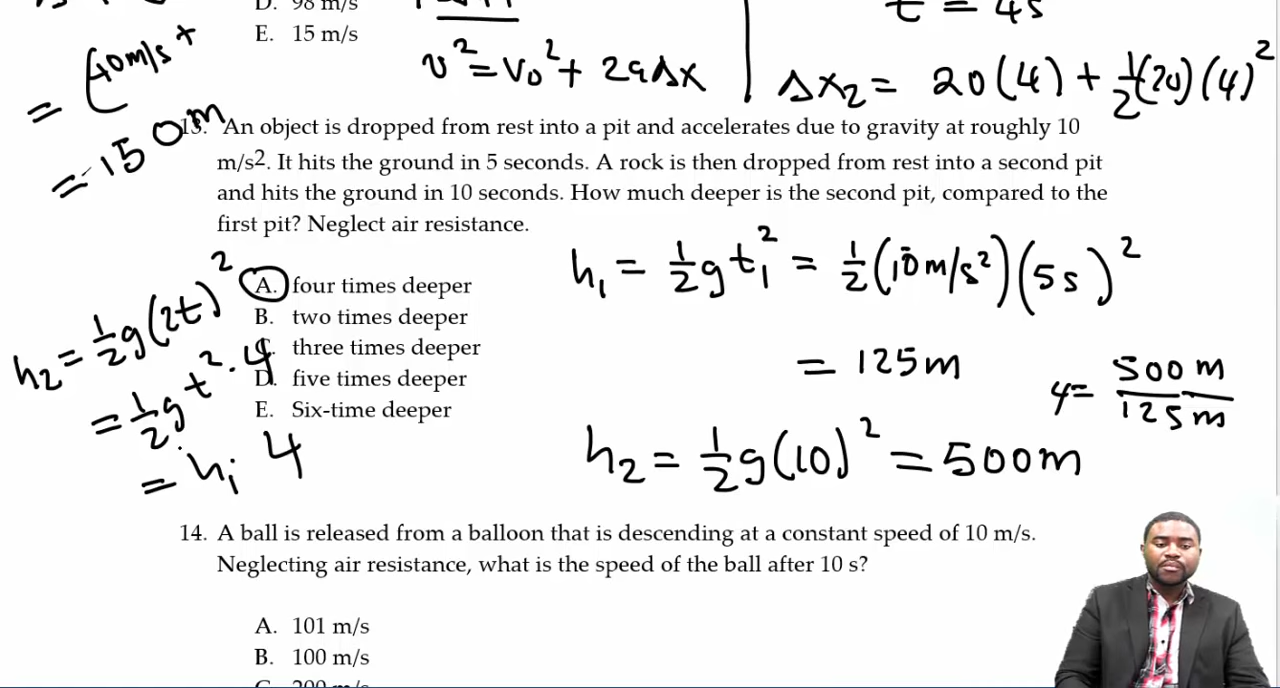 D. 98 m/s
t = 4s
E. 15 m/s
= (40m/s +
v² = v₀² + 2aΔx
Δx₂ = 20(4) + ½(20)(4)²
= 150m
13. An object is dropped from rest into a pit and accelerates due to gravity at roughly 10
m/s2. It hits the ground in 5 seconds. A rock is then dropped from rest into a second pit
and hits the ground in 10 seconds. How much deeper is the second pit, compared to the
first pit? Neglect air resistance.
h₁ = ½gt₁² = ½(10m/s²)(5s)²
A. four times deeper
B. two times deeper
C. three times deeper
D. five times deeper
E. Six-time deeper
h₂ = ½g(2t)²
= ½gt² · 4
= h₁ 4
= 125m
4 = 500m / 125m
h₂ = ½g(10)² = 500m
14. A ball is released from a balloon that is descending at a constant speed of 10 m/s.
Neglecting air resistance, what is the speed of the ball after 10 s?
A. 101 m/s
B. 100 m/s
C. 200 m/s